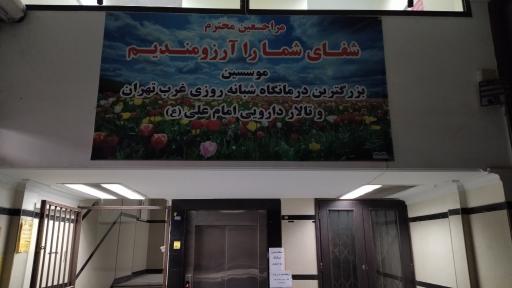 مراجعین محترم
شفای شما را آرزومندیم
موسسین
بزرگترین درمانگاه شبانه روزی غرب تهران
و تالار دارویی امام علی (ع)